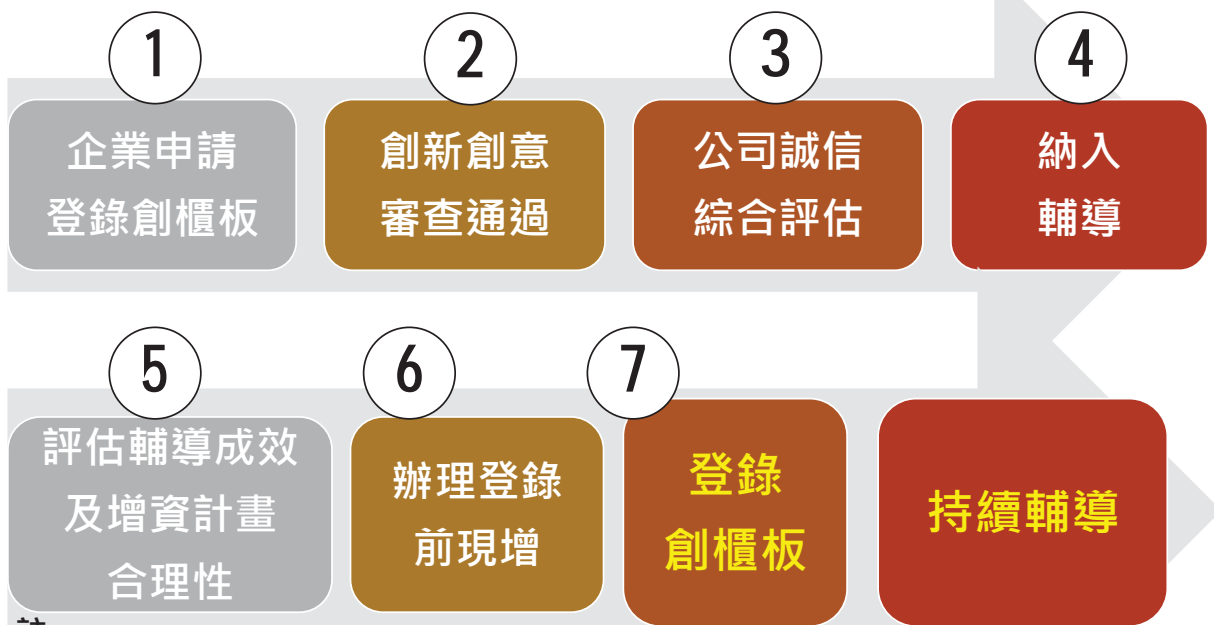 1
企業申請
登錄創櫃板
2
創新創意
審查通過
3
公司誠信
綜合評估
4
納入
輔導
5
評估輔導成效
及增資計畫
合理性
6
辦理登錄
前現增
7
登錄
創櫃板
持續輔導